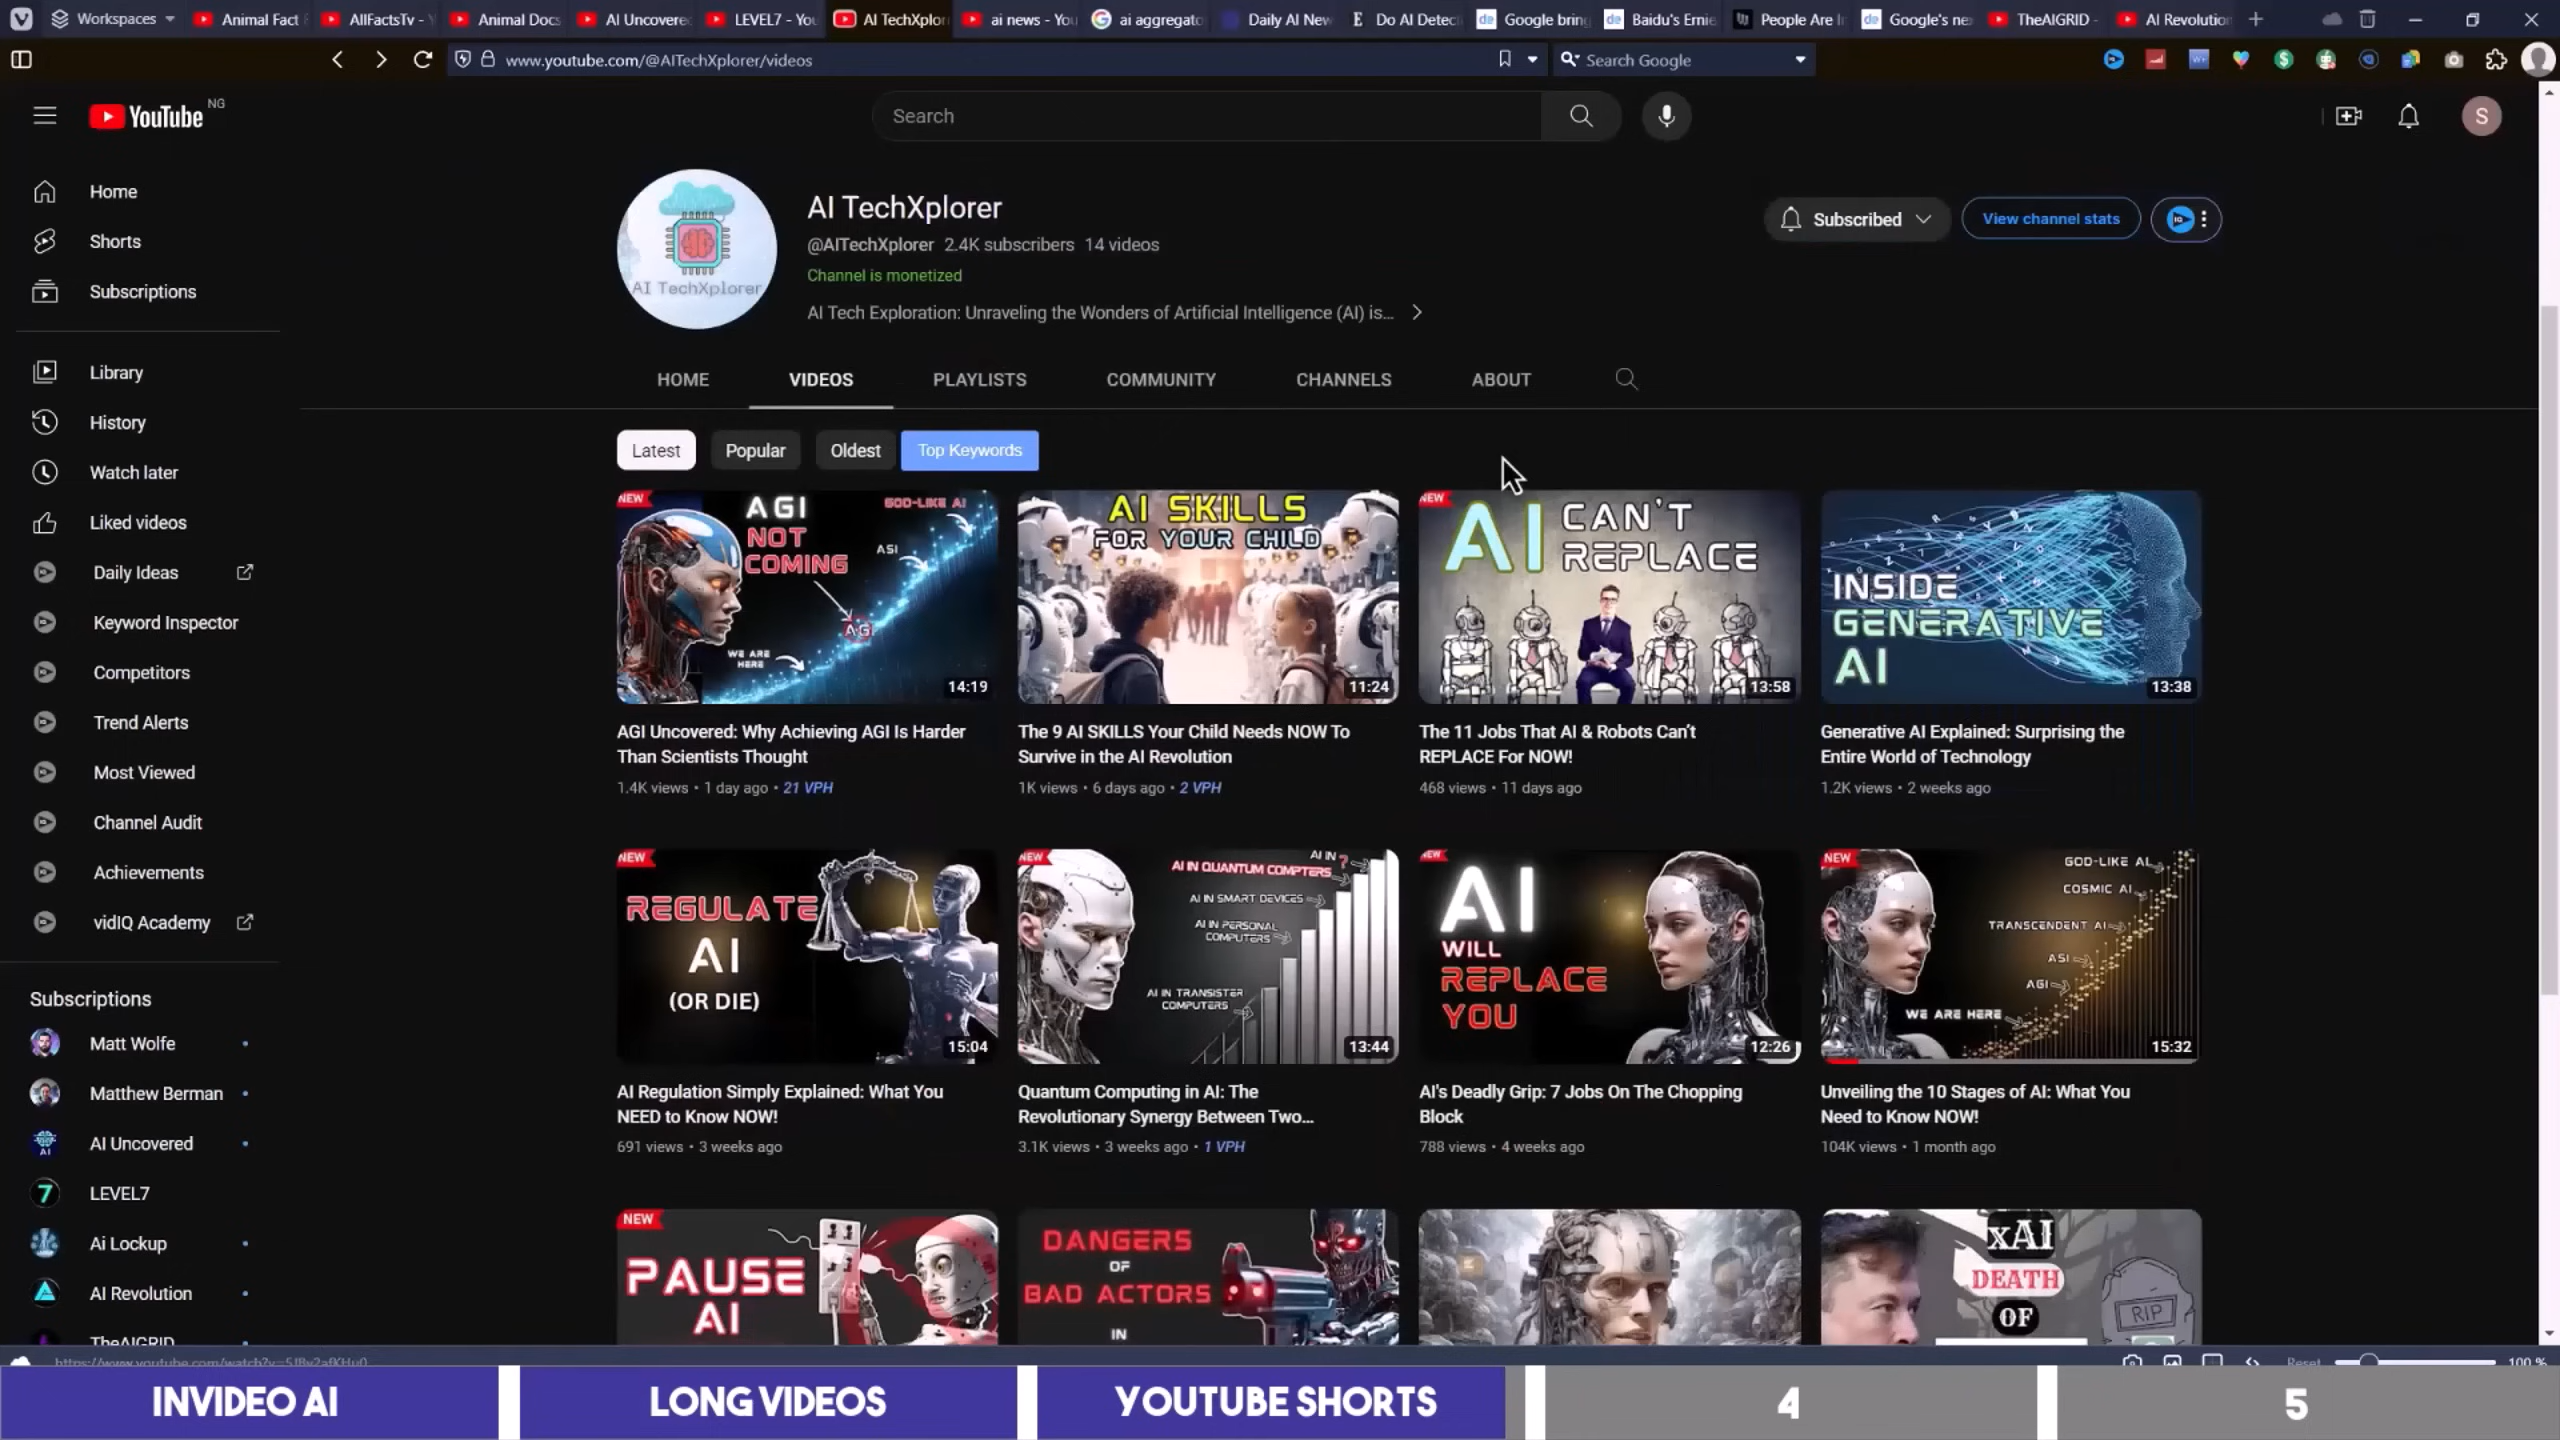 Workspaces
Animal Fact
AllFactsTv -
Animal Docs
AI Uncovered
LEVEL7 - You
AI TechXplor
ai news - You
ai aggregato
Daily AI New
Do AI Detect
Google bring
Baidu's Ernie
People Are I
Google's ne
TheAIGRID -
AI Revolution
www.youtube.com/@AITechXplorer/videos
Search Google
YouTube NG
Search
S
Home
Shorts
Subscriptions
Library
History
Watch later
Liked videos
Daily Ideas
Keyword Inspector
Competitors
Trend Alerts
Most Viewed
Channel Audit
Achievements
vidIQ Academy
Subscriptions
Matt Wolfe
Matthew Berman
AI Uncovered
LEVEL7
Ai Lockup
AI Revolution
TheAIGRID
AI TechXplorer
AI TechXplorer
@AITechXplorer 2.4K subscribers 14 videos
Channel is monetized
AI Tech Exploration: Unraveling the Wonders of Artificial Intelligence (AI) is...
Subscribed
View channel stats
HOME
VIDEOS
PLAYLISTS
COMMUNITY
CHANNELS
ABOUT
Latest
Popular
Oldest
Top Keywords
NEW
AGI
NOT
COMING
GOD-LIKE AI
ASI
AGI
WE ARE
HERE
14:19
AGI Uncovered: Why Achieving AGI Is Harder
Than Scientists Thought
1.4K views • 1 day ago • 21 VPH
AI SKILLS
FOR YOUR CHILD
11:24
The 9 AI SKILLS Your Child Needs NOW To
Survive in the AI Revolution
1K views • 6 days ago • 2 VPH
NEW
AI CAN'T
REPLACE
13:58
The 11 Jobs That AI & Robots Can't
REPLACE For NOW!
468 views • 11 days ago
INSIDE
GENERATIVE
AI
13:38
Generative AI Explained: Surprising the
Entire World of Technology
1.2K views • 2 weeks ago
NEW
REGULATE
AI
(OR DIE)
15:04
AI Regulation Simply Explained: What You
NEED to Know NOW!
691 views • 3 weeks ago
NEW
AI IN ?
AI IN QUANTUM COMPTERS
AI IN SMART DEVICES
AI IN PERSONAL
COMPUTERS
AI IN TRANSISTER
COMPUTERS
13:44
Quantum Computing in AI: The
Revolutionary Synergy Between Two...
3.1K views • 3 weeks ago • 1 VPH
NEW
AI
WILL
REPLACE
YOU
12:26
AI's Deadly Grip: 7 Jobs On The Chopping
Block
788 views • 4 weeks ago
NEW
GOD-LIKE AI
COSMIC AI
TRANSCENDENT AI
ASI
AGI
WE ARE HERE
15:32
Unveiling the 10 Stages of AI: What You
Need to Know NOW!
104K views • 1 month ago
NEW
PAUSE
AI
DANGERS
OF
BAD ACTORS
IN
xAI
DEATH
OF
RIP
Reset
100 %
INVIDEO AI
LONG VIDEOS
YOUTUBE SHORTS
4
5